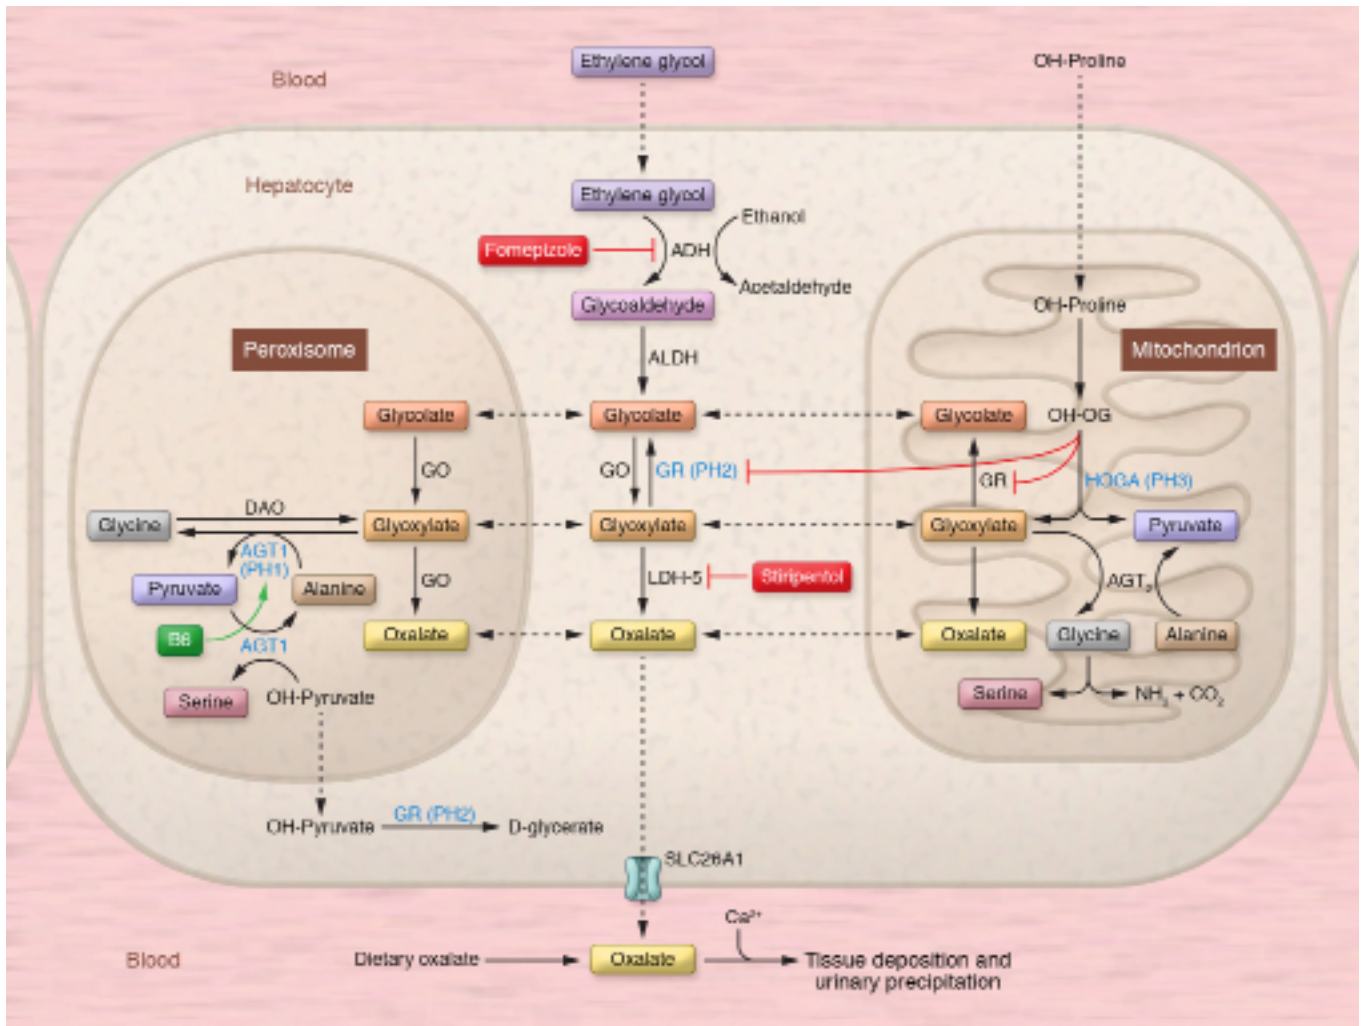 Ethylene glycol
OH-Proline
Blood
Hepatocyte
Ethylene glycol
Ethanol
Fomepizole
ADH
Acetaldehyde
Glycoaldehyde
OH-Proline
Peroxisome
ALDH
Mitochondrion
Glycolate
Glycolate
Glycolate
OH-OG
GO
GO
GR (PH2)
GR
HOGA (PH3)
DAO
Glycine
Glyoxylate
Glyoxylate
Glyoxylate
Pyruvate
AGT1
(PH1)
Pyruvate
Alanine
GO
LDH-5
Stiripentol
AGT2
B6
AGT1
Oxalate
Oxalate
Oxalate
Glycine
Alanine
Serine
OH-Pyruvate
Serine
NH3 + CO2
OH-Pyruvate
GR (PH2)
D-glycerate
SLC26A1
Ca2+
Blood
Dietary oxalate
Oxalate
Tissue deposition and
urinary precipitation